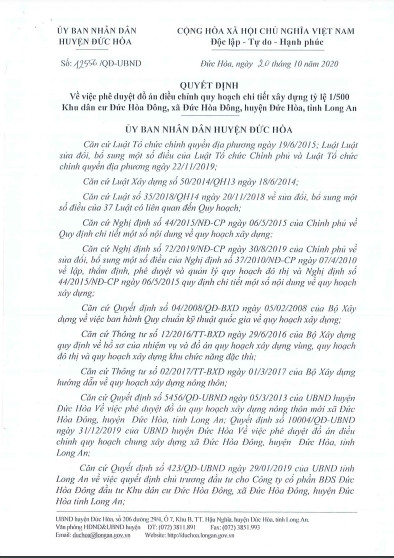 ỦY BAN NHÂN DÂN
HUYỆN ĐỨC HÒA
CỘNG HÒA XÃ HỘI CHỦ NGHĨA VIỆT NAM
Độc lập - Tự do - Hạnh phúc
Số: /QĐ-UBND
Đức Hòa, ngày 20 tháng 10 năm 2020
QUYẾT ĐỊNH
Về việc phê duyệt đồ án điều chỉnh quy hoạch chi tiết xây dựng tỷ lệ 1/500
Khu dân cư Đức Hòa Đông, xã Đức Hòa Đông, huyện Đức Hòa, tỉnh Long An
ỦY BAN NHÂN DÂN HUYỆN ĐỨC HÒA
Căn cứ Luật Tổ chức chính quyền địa phương ngày 19/6/2015; Luật Luật
sửa đổi, bổ sung một số điều của Luật Tổ chức Chính phủ và Luật Tổ chức
chính quyền địa phương ngày 22/11/2019;
Căn cứ Luật Xây dựng số 50/2014/QH13 ngày 18/6/2014;
Căn cứ Luật số 35/2018/QH14 ngày 20/11/2018 về sửa đổi, bổ sung một
số điều của 37 Luật có liên quan đến Quy hoạch;
Căn cứ Nghị định số 44/2015/NĐ-CP ngày 06/5/2015 của Chính phủ về
Quy định chi tiết một số nội dung về quy hoạch xây dựng;
Căn cứ Nghị định số 72/2019/NĐ-CP ngày 30/8/2019 của Chính phủ về
sửa đổi, bổ sung một số điều của Nghị định số 37/2010/NĐ-CP ngày 07/4/2010
về lập, thẩm định, phê duyệt và quản lý quy hoạch đô thị và Nghị định số
44/2015/NĐ-CP ngày 06/5/2015 quy định chi tiết một số nội dung về quy hoạch
xây dựng;
Căn cứ Quyết định số 04/2008/QĐ-BXD ngày 05/02/2008 của Bộ Xây
dựng về việc ban hành Quy chuẩn kỹ thuật quốc gia về quy hoạch xây dựng;
Căn cứ Thông tư số 12/2016/TT-BXD ngày 29/6/2016 của Bộ Xây dựng
quy định về hồ sơ của nhiệm vụ và đồ án quy hoạch xây dựng vùng, quy hoạch
đô thị và quy hoạch xây dựng khu chức năng đặc thù;
Căn cứ Thông tư số 02/2017/TT-BXD ngày 01/3/2017 của Bộ Xây dựng
hướng dẫn về quy hoạch xây dựng nông thôn;
Căn cứ Quyết định số 5456/QĐ-UBND ngày 05/3/2013 của UBND huyện
Đức Hòa Về việc phê duyệt đồ án quy hoạch xây dựng nông thôn mới xã Đức
Hòa Đông, huyện Đức Hòa, tỉnh Long An; Quyết định số 10004/QĐ-UBND
ngày 31/12/2019 của UBND huyện Đức Hòa Về việc phê duyệt đồ án điều
chỉnh quy hoạch chung xây dựng xã Đức Hòa Đông, huyện Đức Hòa, tỉnh
Long An;
Căn cứ Quyết định số 423/QĐ-UBND ngày 29/01/2019 của UBND tỉnh
Long An về việc quyết định chủ trương đầu tư cho Công ty cổ phần BĐS Đức
Hòa Đông đầu tư Khu dân cư Đức Hòa Đông, xã Đức Hòa Đông, huyện Đức
Hòa tỉnh Long An;
UBND huyện Đức Hòa, số 206 đường 29/4, Ô 7, Khu B, TT. Hậu Nghĩa, huyện Đức Hòa, tỉnh Long An.
Văn phòng HĐND&UBND huyện ĐT: (072) 3851.891 Fax: (072) 3851.993
Email: duchoa@longan.gov.vn Website: http://duchoa.longan.gov.vn